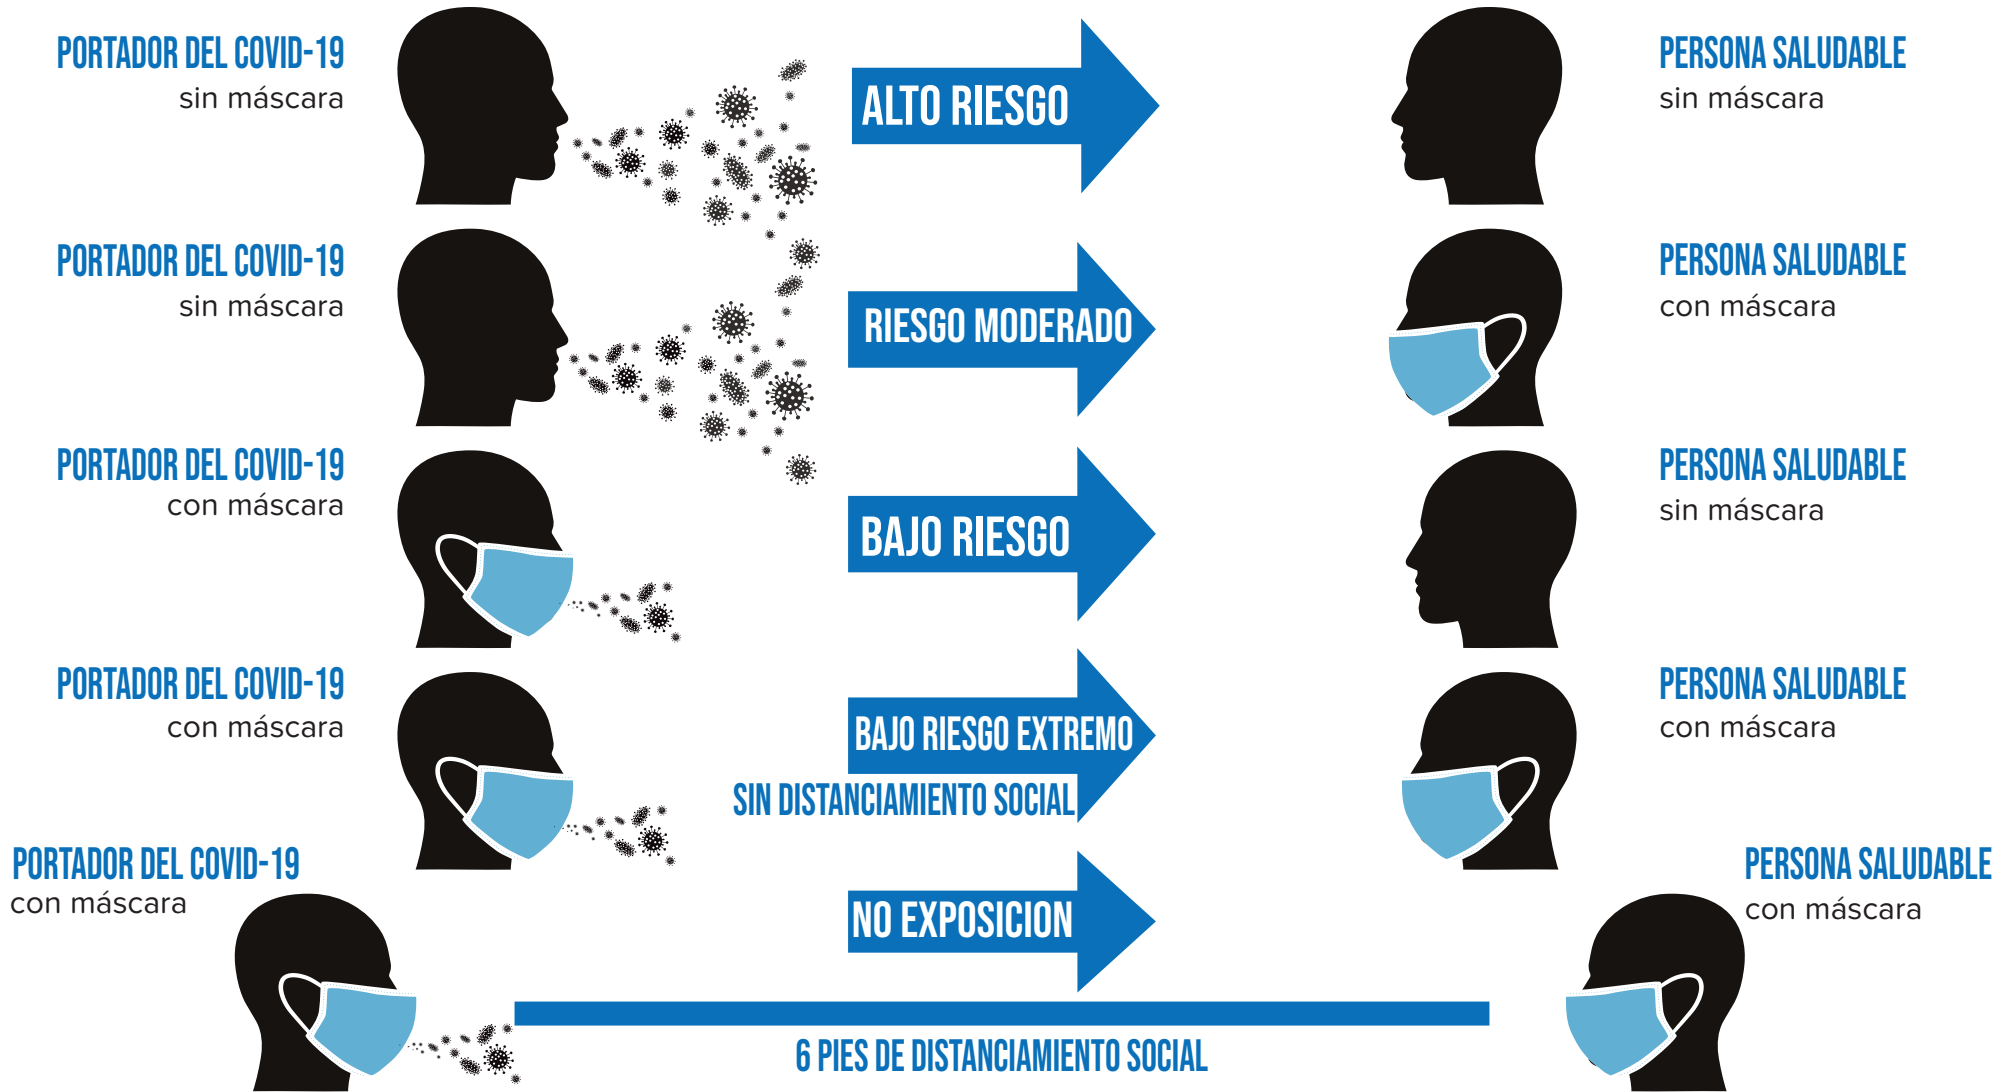 PORTADOR DEL COVID-19
sin máscara
ALTO RIESGO
PERSONA SALUDABLE
sin máscara
PORTADOR DEL COVID-19
sin máscara
RIESGO MODERADO
PERSONA SALUDABLE
con máscara
PORTADOR DEL COVID-19
con máscara
BAJO RIESGO
PERSONA SALUDABLE
sin máscara
PORTADOR DEL COVID-19
con máscara
BAJO RIESGO EXTREMO
SIN DISTANCIAMIENTO SOCIAL
PERSONA SALUDABLE
con máscara
PORTADOR DEL COVID-19
con máscara
NO EXPOSICION
PERSONA SALUDABLE
con máscara
6 PIES DE DISTANCIAMIENTO SOCIAL